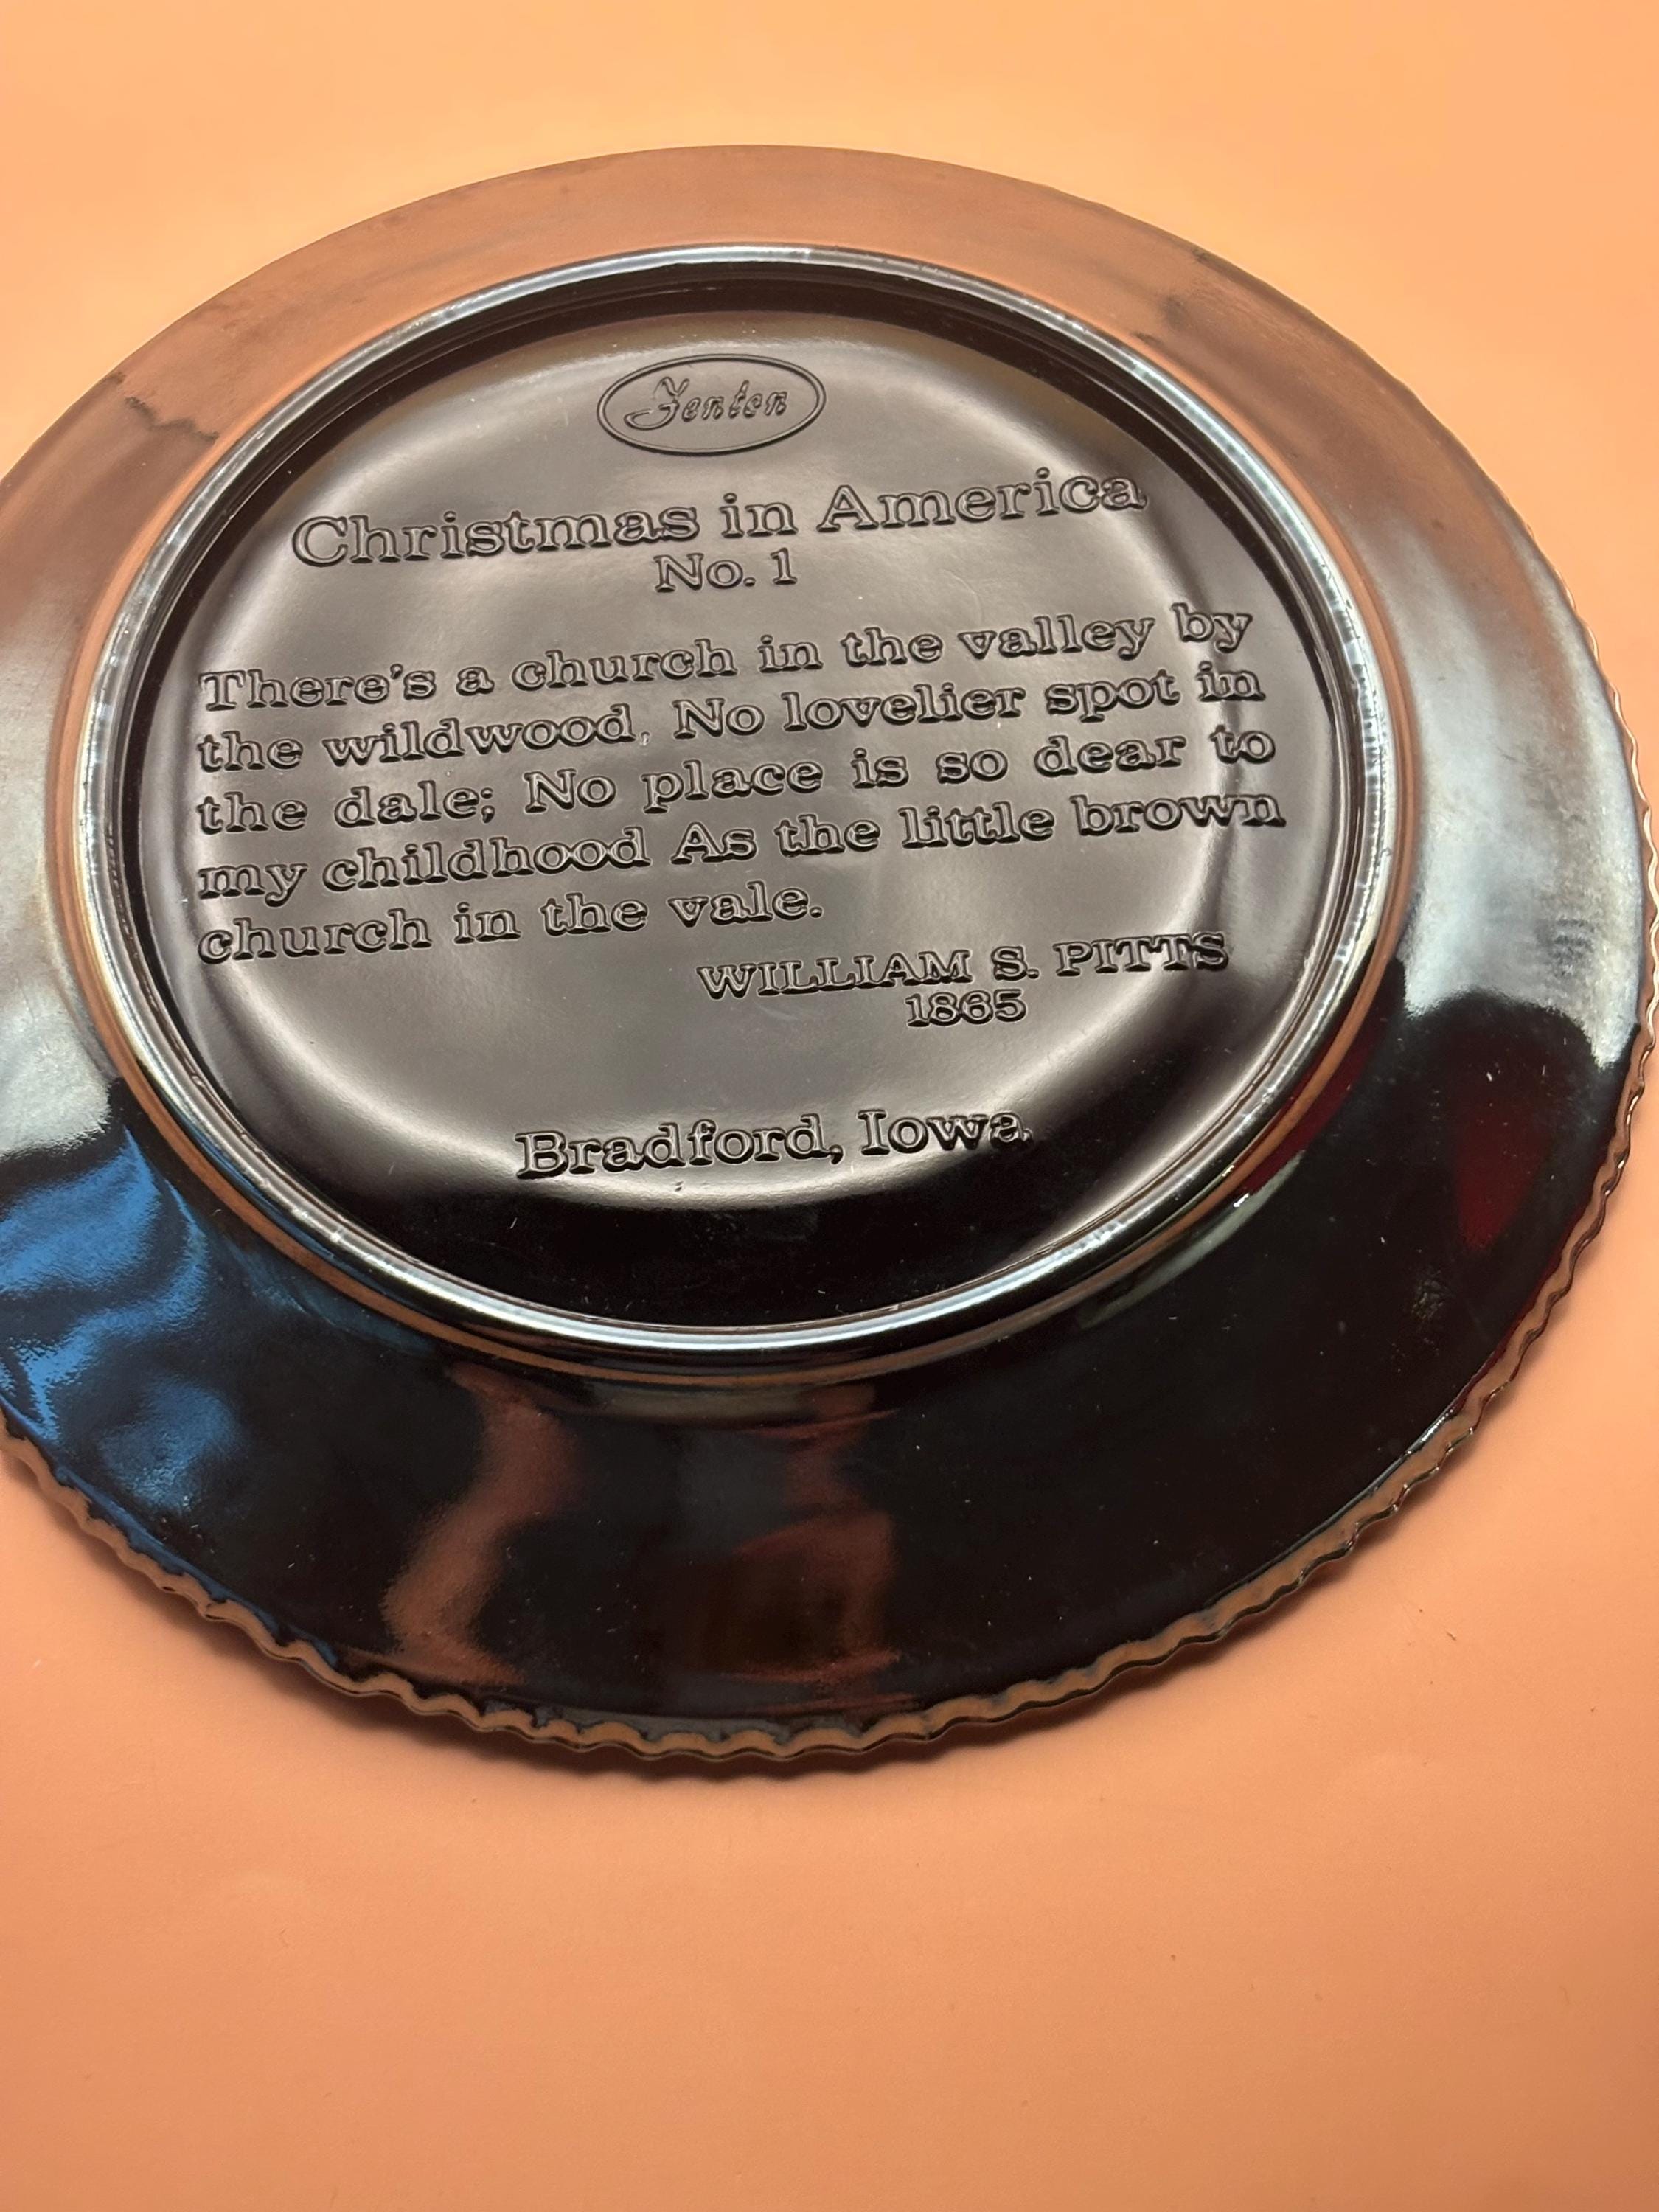 Fenton
Christmas in America
No. 1
There's a church in the valley by
the wildwood, No lovelier spot in
the dale; No place is so dear to
my childhood As the little brown
church in the vale.
WILLIAM S. PITTS
1865
Bradford, Iowa